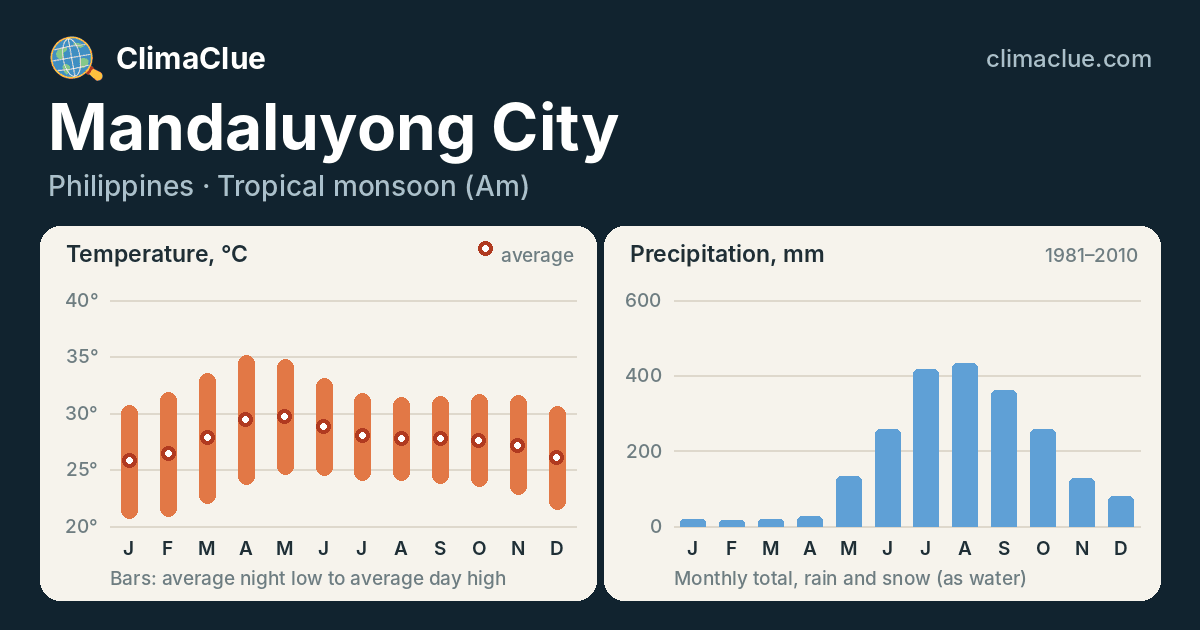 ClimaClue
climaclue.com
Mandaluyong City
Philippines · Tropical monsoon (Am)
Temperature, °C
average
40°
35°
30°
25°
20°
J F M A M J J A S O N D
Bars: average night low to average day high
Precipitation, mm
1981–2010
600
400
200
0
J F M A M J J A S O N D
Monthly total, rain and snow (as water)